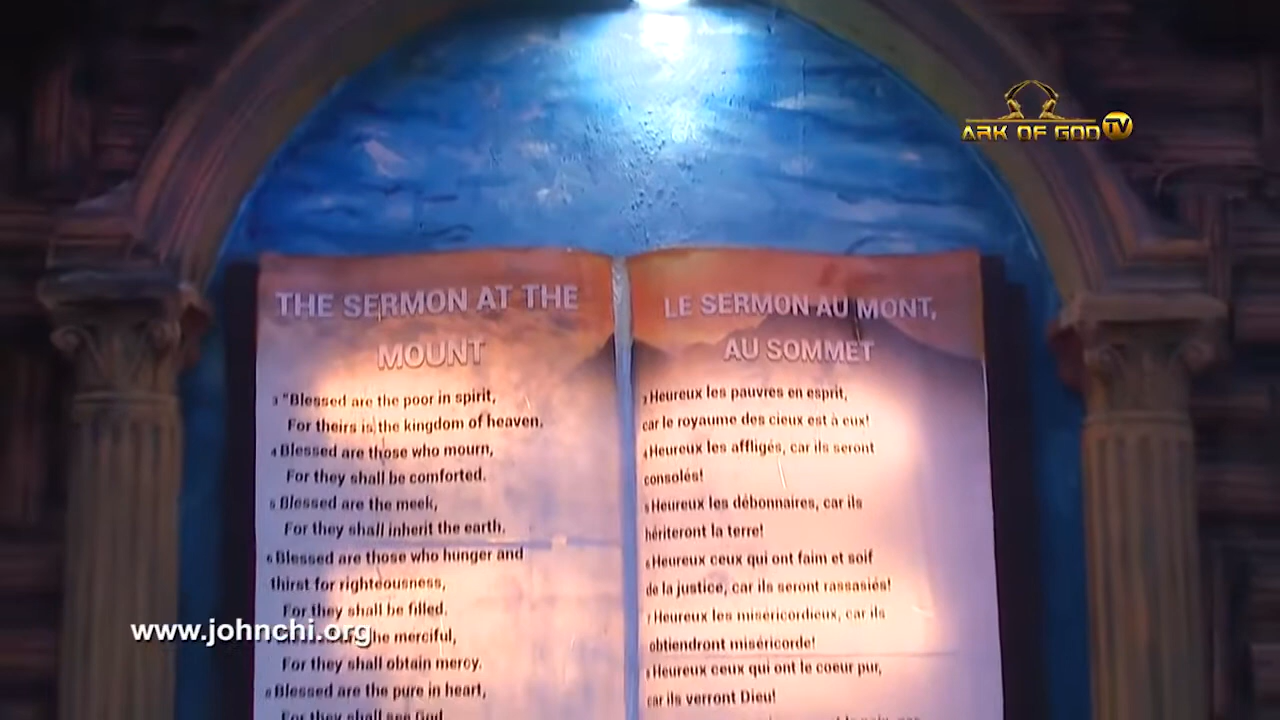 ARK OF GOD TV
THE SERMON AT THE
MOUNT
3 "Blessed are the poor in spirit,
For theirs is the kingdom of heaven.
4 Blessed are those who mourn,
For they shall be comforted.
5 Blessed are the meek,
For they shall inherit the earth.
6 Blessed are those who hunger and
thirst for righteousness,
For they shall be filled.
he merciful,
For they shall obtain mercy.
8 Blessed are the pure in heart,
For they shall see God
LE SERMON AU MONT,
AU SOMMET
3 Heureux les pauvres en esprit,
car le royaume des cieux est à eux!
4 Heureux les affligés, car ils seront
consolés!
5 Heureux les débonnaires, car ils
hériteront la terre!
6 Heureux ceux qui ont faim et soif
de la justice, car ils seront rassasiés!
7 Heureux les miséricordieux, car ils
obtiendront miséricorde!
8 Heureux ceux qui ont le coeur pur,
car ils verront Dieu!
www.johnchi.org